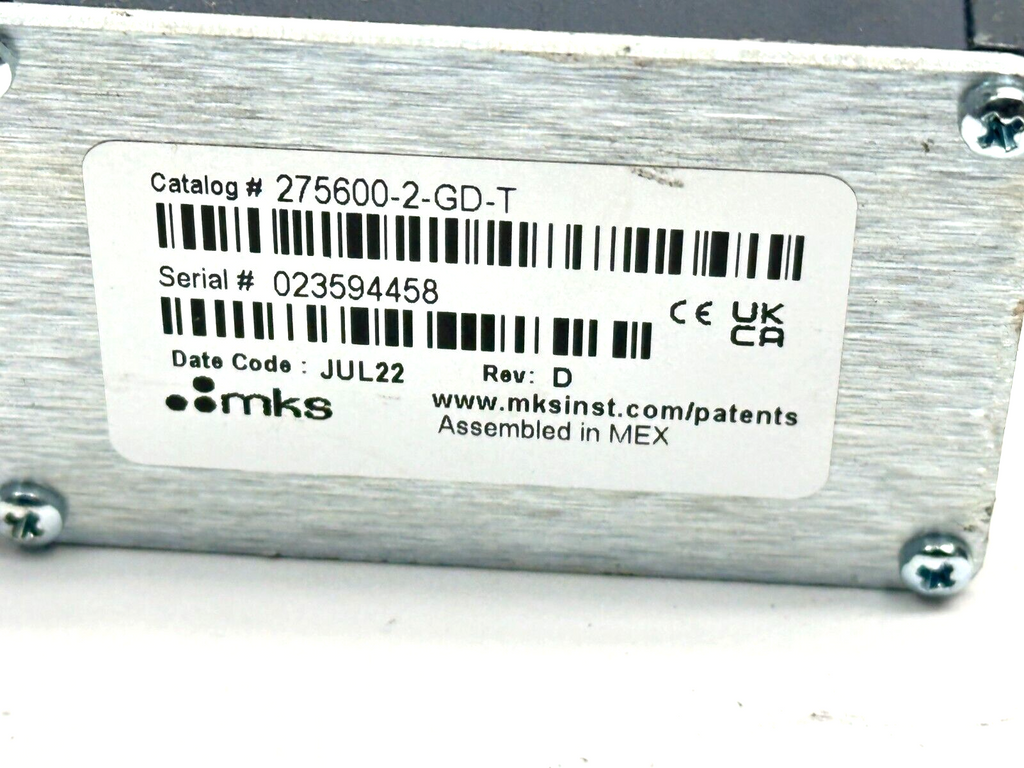 Catalog # 275600-2-GD-T
Serial # 023594458
CE UK CA
Date Code : JUL22 Rev: D
mks
www.mksinst.com/patents
Assembled in MEX